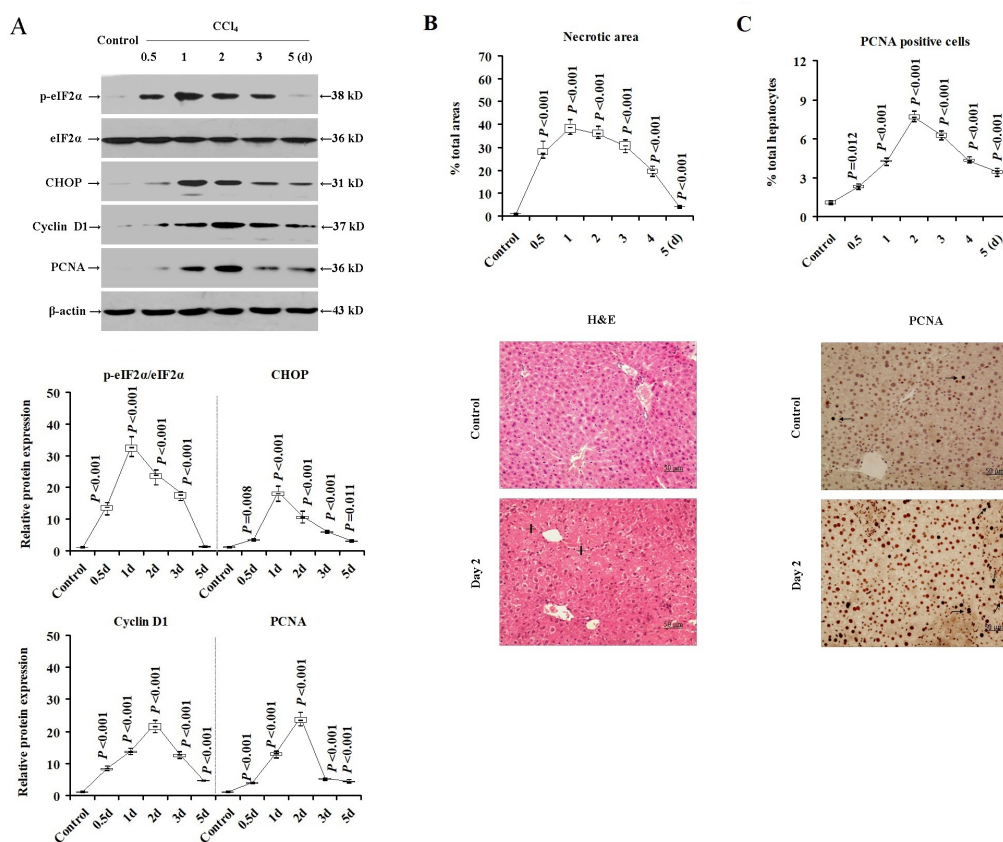 A
CCl₄
Control 0.5 1 2 3 5 (d)
p-eIF2α→ ←38 kD
eIF2α→ ←36 kD
CHOP→ ←31 kD
Cyclin D1→ ←37 kD
PCNA→ ←36 kD
β-actin→ ←43 kD
p-eIF2α/eIF2α CHOP
Relative protein expression
50
40
30
20
10
0
P<0.001 P<0.001 P<0.001 P<0.001 P=0.008 P<0.001 P<0.001 P<0.001 P=0.011
Control 0.5d 1d 2d 3d 5d Control 0.5d 1d 2d 3d 5d
Cyclin D1 PCNA
Relative protein expression
50
40
30
20
10
0
P<0.001 P<0.001 P<0.001 P<0.001 P<0.001 P<0.001 P<0.001 P<0.001 P<0.001 P<0.001
Control 0.5d 1d 2d 3d 5d Control 0.5d 1d 2d 3d 5d
B
Necrotic area
% total areas
70
60
50
40
30
20
10
0
P<0.001 P<0.001 P<0.001 P<0.001 P<0.001 P<0.001
Control 0.5 1 2 3 4 5 (d)
H&E
Control
50 μm
Day 2
50 μm
C
PCNA positive cells
% total hepatocytes
12
9
6
3
0
P=0.012 P<0.001 P<0.001 P<0.001 P<0.001 P<0.001
Control 0.5 1 2 3 4 5 (d)
PCNA
Control
50 μm
Day 2
50 μm